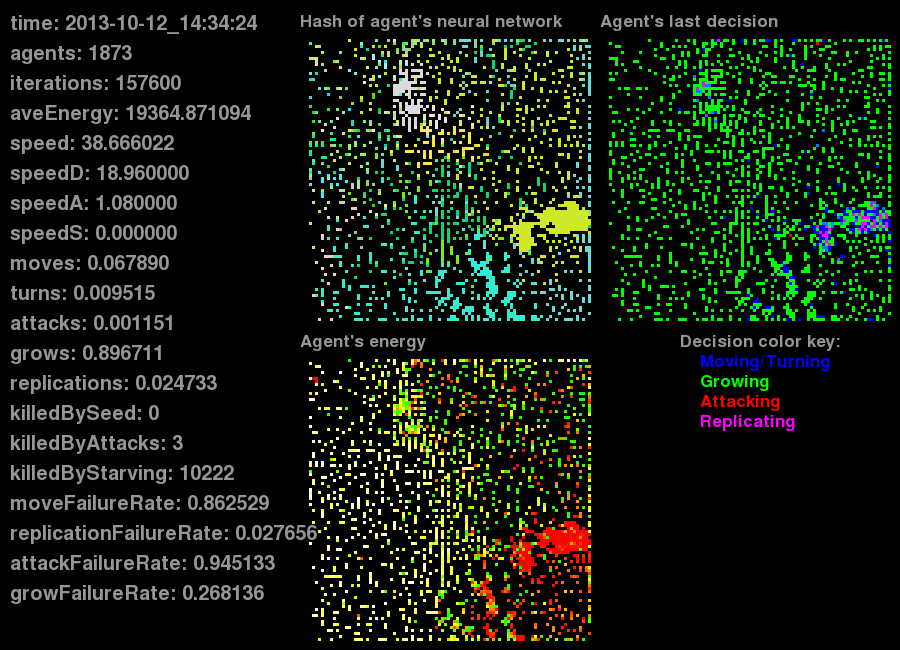 time: 2013-10-12_14:34:24
agents: 1873
iterations: 157600
aveEnergy: 19364.871094
speed: 38.666022
speedD: 18.960000
speedA: 1.080000
speedS: 0.000000
moves: 0.067890
turns: 0.009515
attacks: 0.001151
grows: 0.896711
replications: 0.024733
killedBySeed: 0
killedByAttacks: 3
killedByStarving: 10222
moveFailureRate: 0.862529
replicationFailureRate: 0.027656
attackFailureRate: 0.945133
growFailureRate: 0.268136
Hash of agent's neural network
Agent's last decision
Agent's energy
Decision color key:
Moving/Turning
Growing
Attacking
Replicating